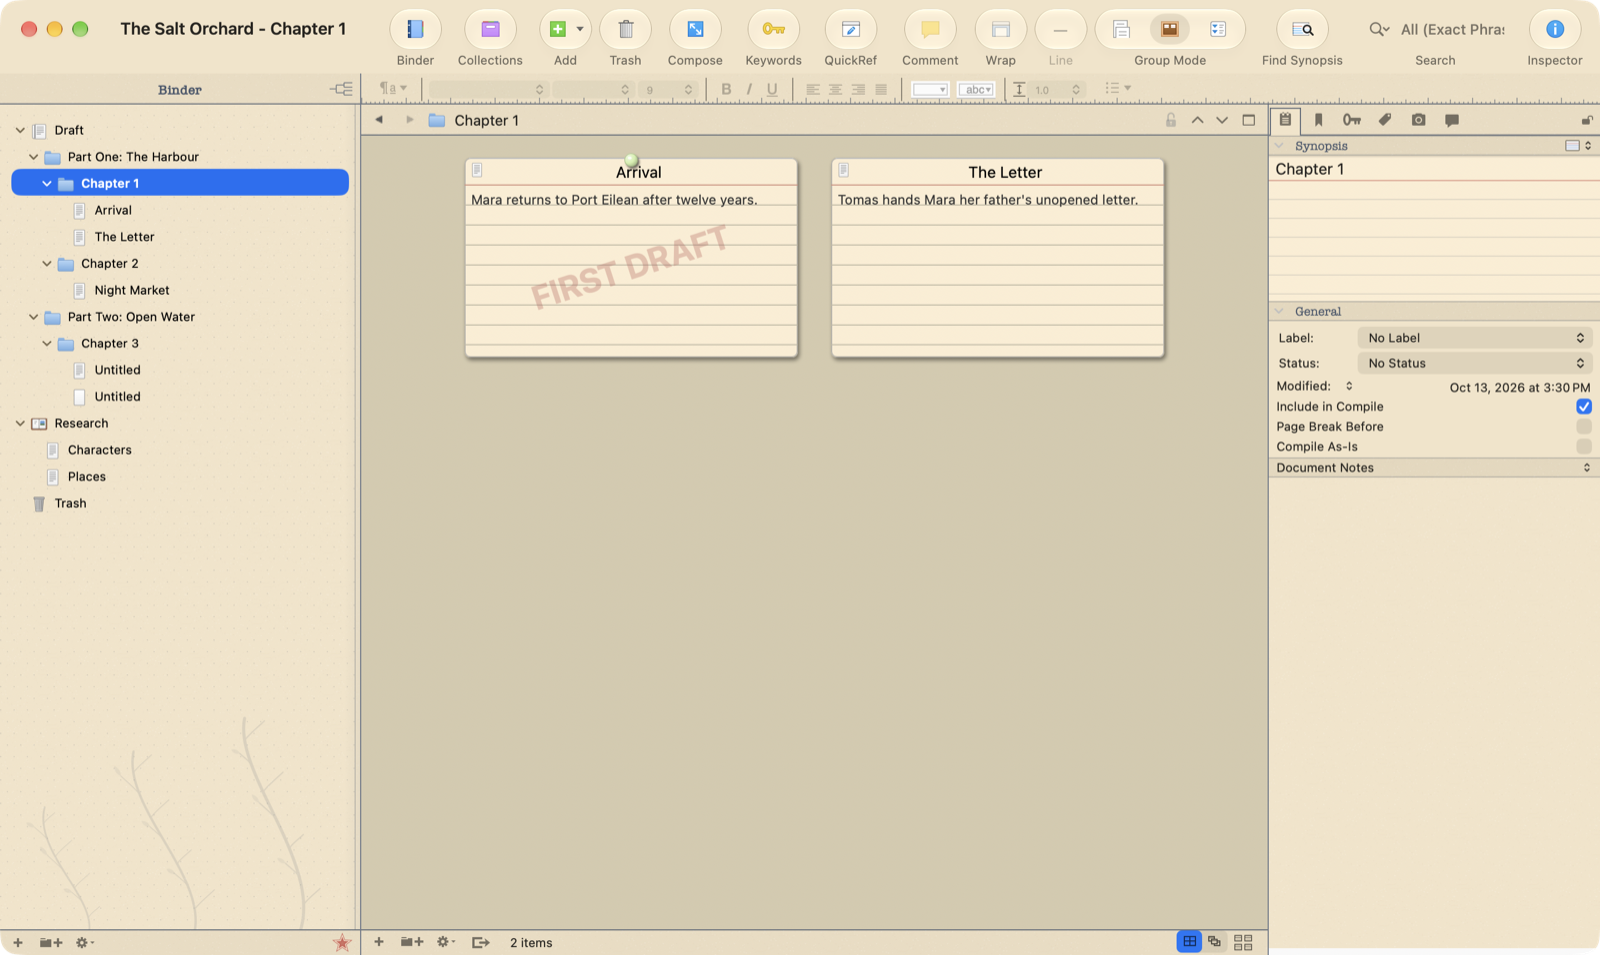 The Salt Orchard - Chapter 1
Binder
Collections
Add
Trash
Compose
Keywords
QuickRef
Comment
Wrap
Line
Group Mode
Find Synopsis
All (Exact Phra:
Search
Inspector
Binder
¶a
9
B I U
abc
1.0
Draft
Part One: The Harbour
Chapter 1
Arrival
The Letter
Chapter 2
Night Market
Part Two: Open Water
Chapter 3
Untitled
Untitled
Research
Characters
Places
Trash
Chapter 1
Arrival
Mara returns to Port Eilean after twelve years.
FIRST DRAFT
The Letter
Tomas hands Mara her father's unopened letter.
2 items
Synopsis
Chapter 1
General
Label: No Label
Status: No Status
Modified: Oct 13, 2026 at 3:30 PM
Include in Compile
Page Break Before
Compile As-Is
Document Notes